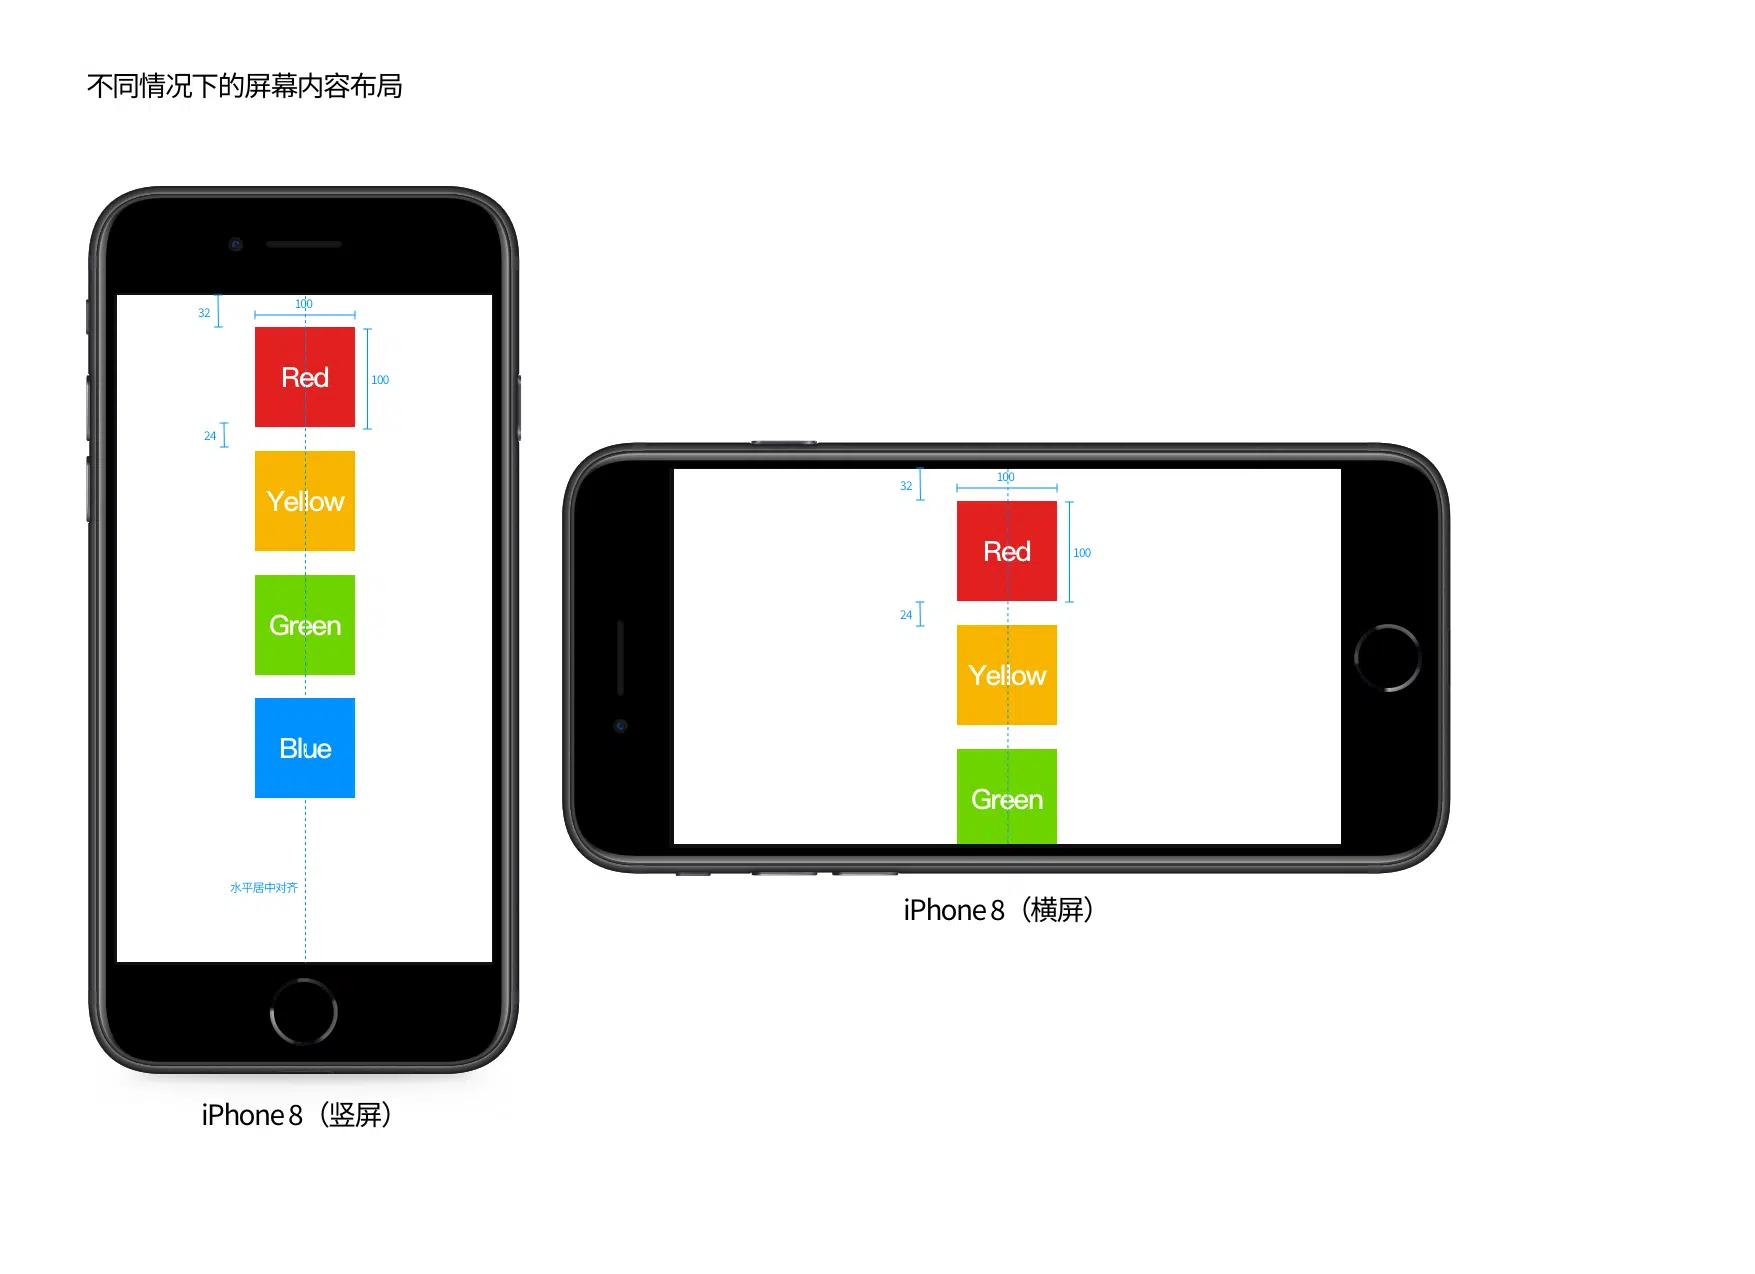 不同情况下的屏幕内容布局
32
100
Red
100
24
Yellow
Green
Blue
水平居中对齐
iPhone 8（竖屏）
32
100
Red
100
24
Yellow
Green
iPhone 8（横屏）